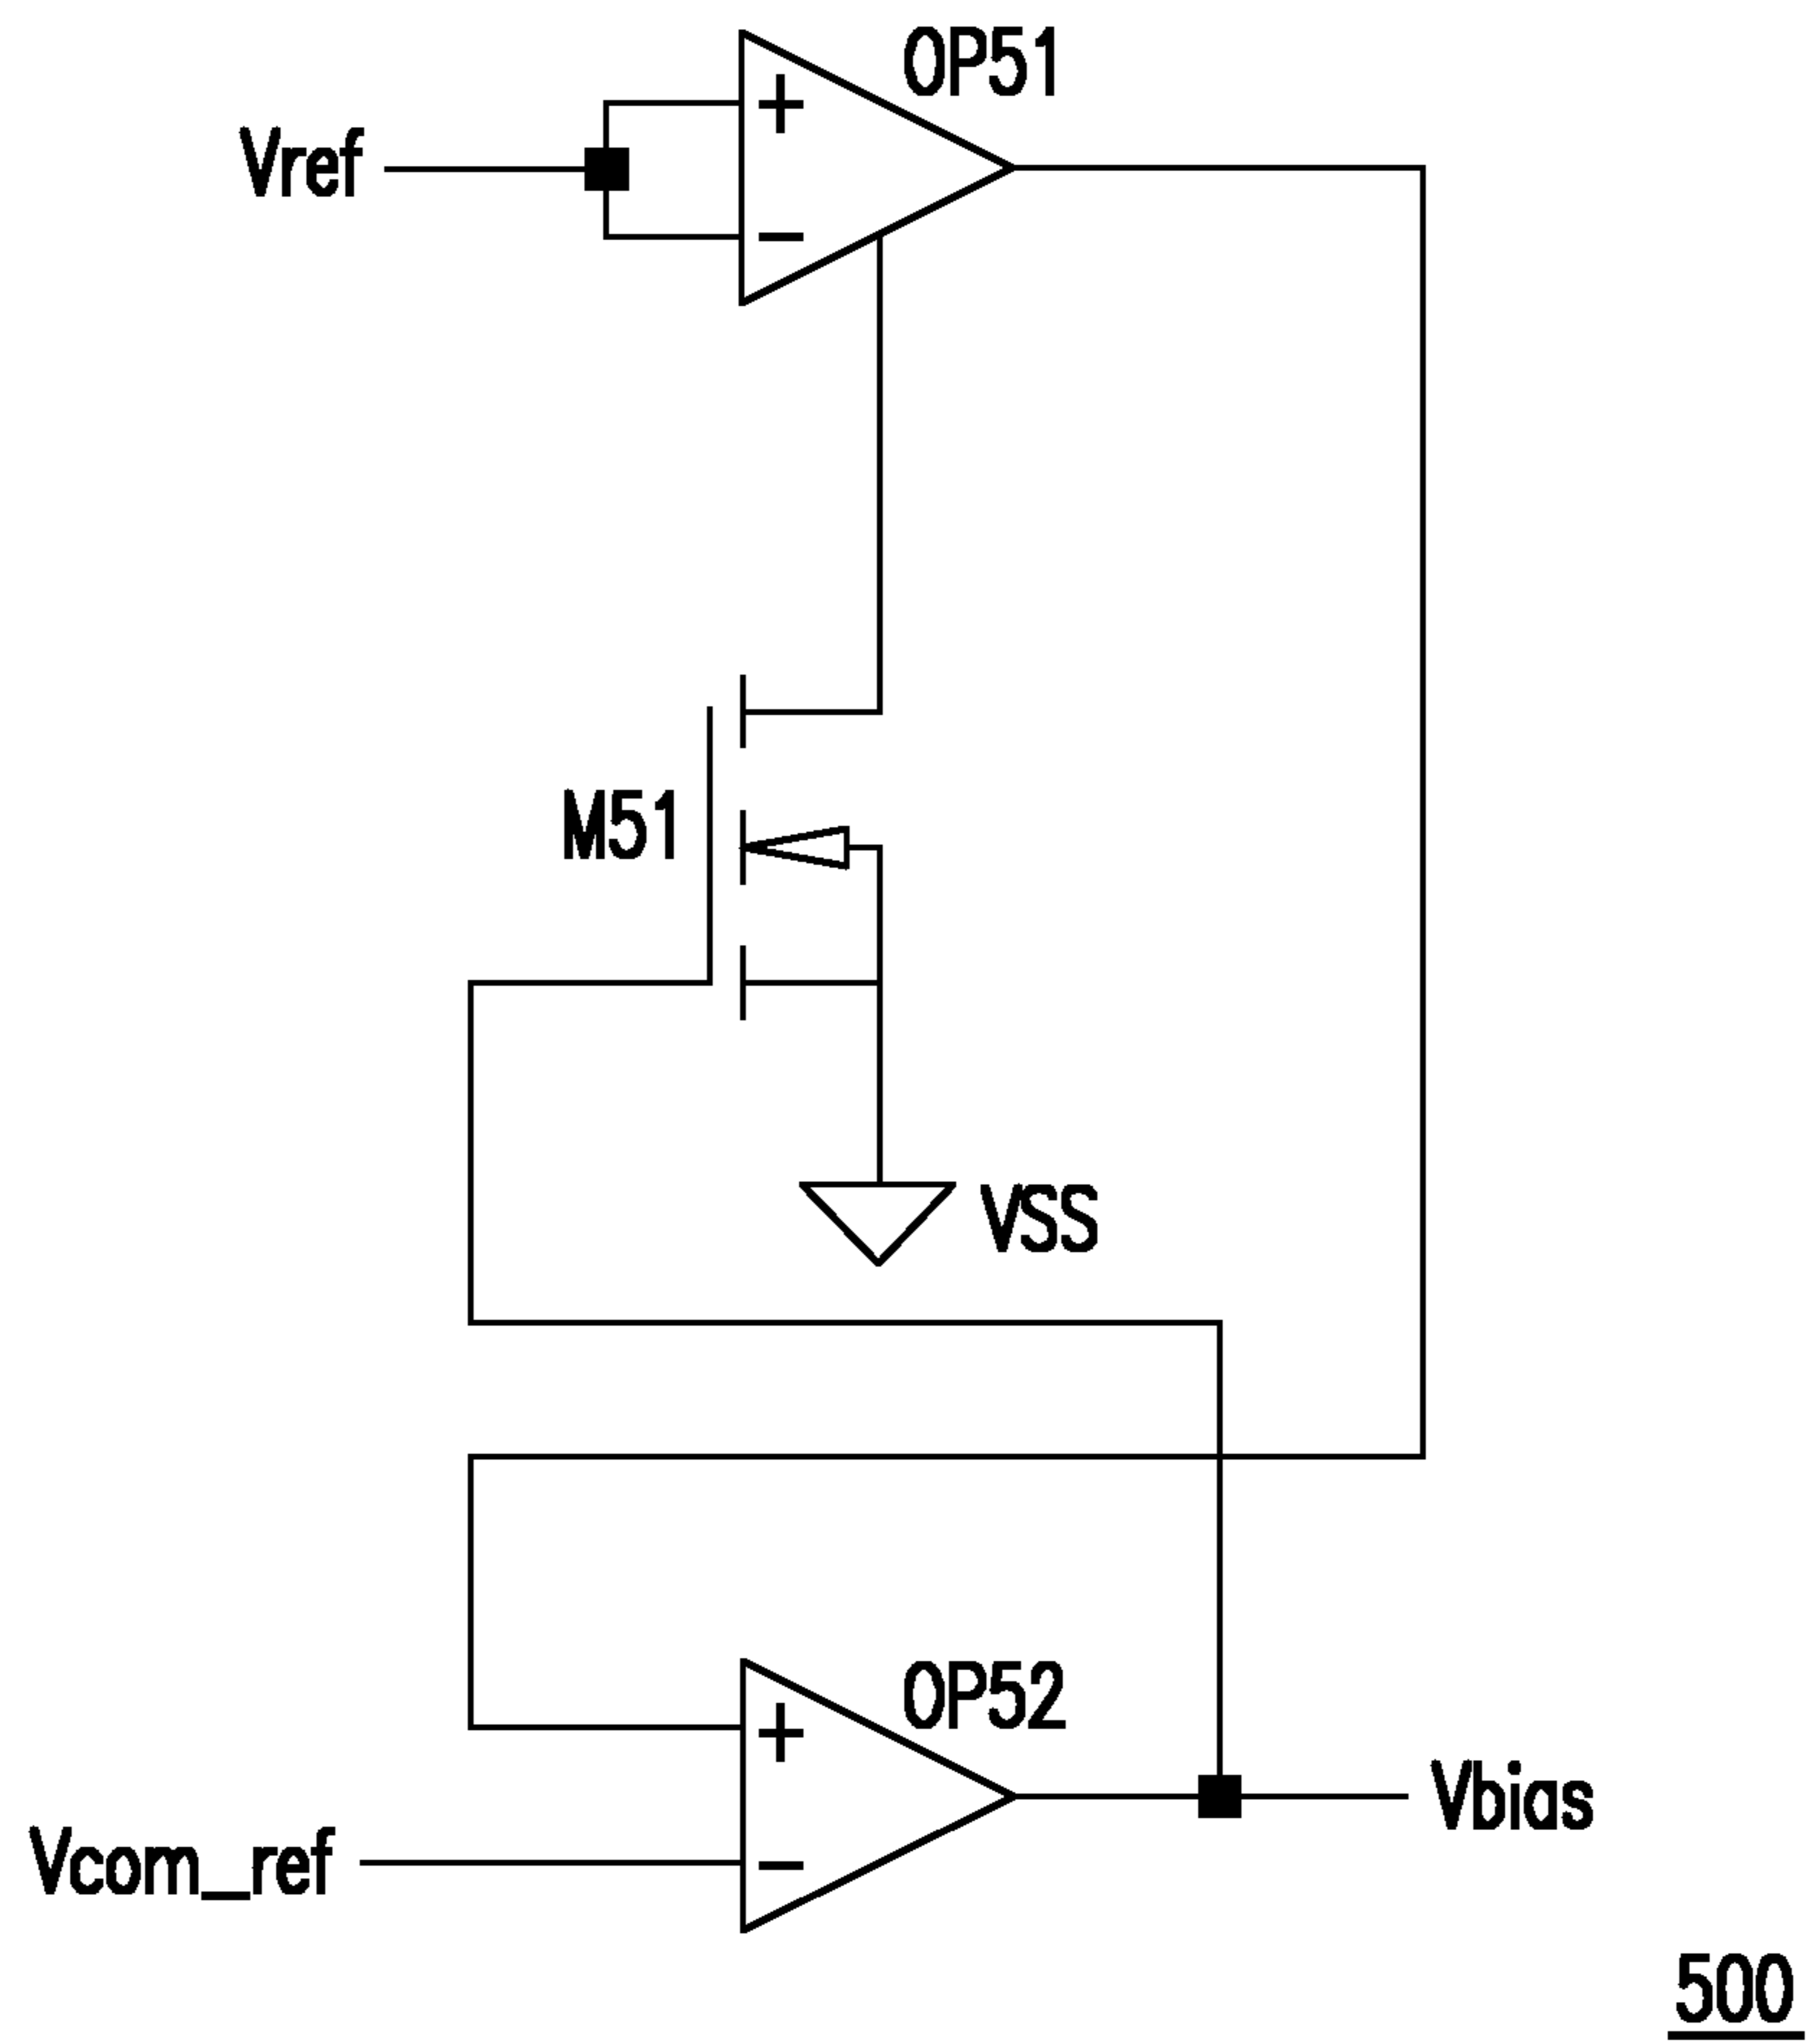 OP51
+
Vref
−
M51
VSS
OP52
+
Vbias
Vcom_ref
−
500